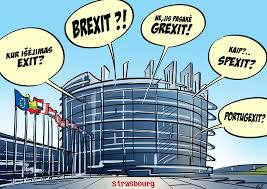 KUR IŠĖJIMAS
EXIT?
BREXIT ?!
NE, JIS PASAKĖ
GREXIT!
KAIP?..
SPEXIT?
PORTUGEXIT?
strasbourg